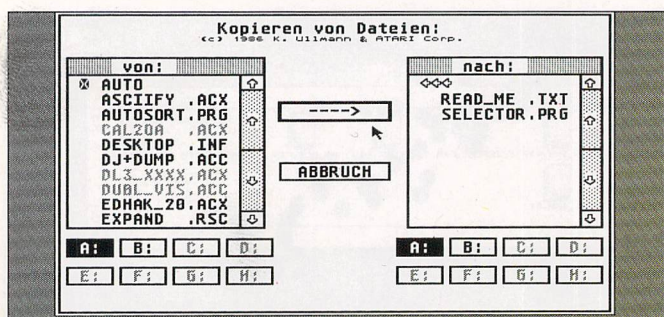 Kopieren von Dateien:
(c) 1986 K. Ullmann & ATARI Corp.
von:
AUTO
ASCIIFY .ACX
AUTOSORT.PRG
CAL20A .ACX
DESKTOP .INF
DJ+DUMP .ACC
DL3_XXXX.ACX
DUBL_VIS.ACC
EDHAK_20.ACX
EXPAND .RSC
A: B: C: D:
E: F: G: H:
---->
ABBRUCH
nach:
READ_ME .TXT
SELECTOR.PRG
A: B: C: D:
E: F: G: H: